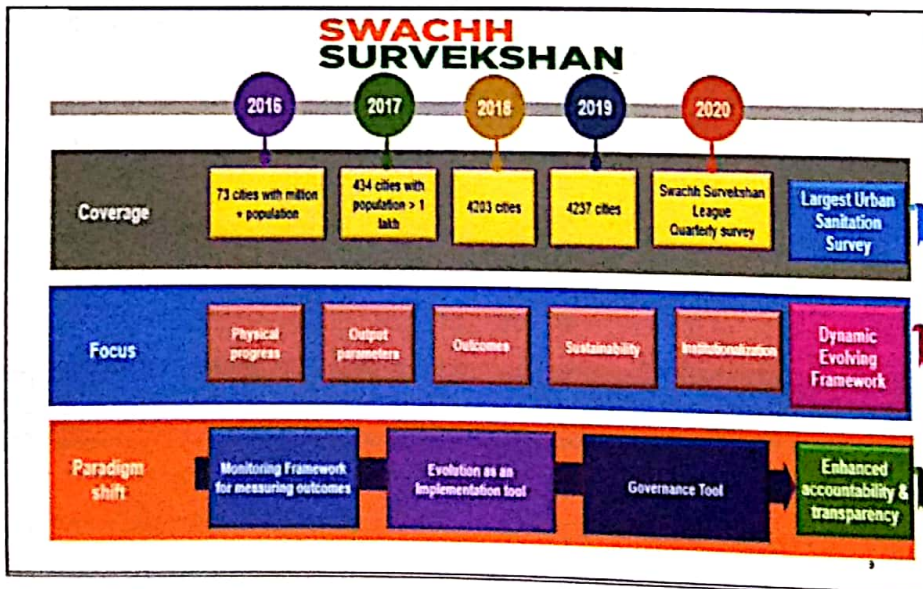 SWACHH
SURVEKSHAN
2016
2017
2018
2019
2020
Coverage
73 cities with million
+ population
434 cities with
population > 1
lakh
4203 cities
4237 cities
Swachh Survekshan
League
Quarterly survey
Largest Urban
Sanitation
Survey
Focus
Physical
progress
Output
parameters
Outcomes
Sustainability
Institutionalization
Dynamic
Evolving
Framework
Paradigm
shift
Monitoring Framework
for measuring outcomes
Evolution as an
Implementation tool
Governance Tool
Enhanced
accountability &
transparency